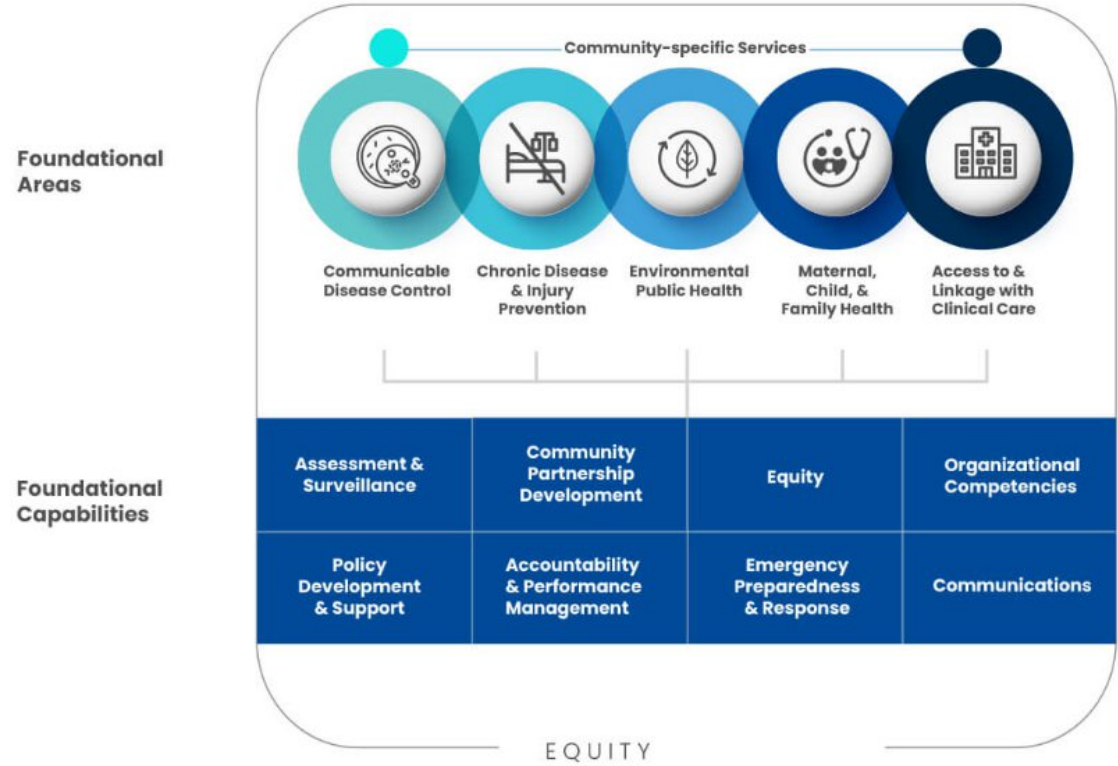 Community-specific Services
Foundational
Areas
Communicable
Disease Control
Chronic Disease
& Injury
Prevention
Environmental
Public Health
Maternal,
Child, &
Family Health
Access to &
Linkage with
Clinical Care
Foundational
Capabilities
Assessment &
Surveillance
Community
Partnership
Development
Equity
Organizational
Competencies
Policy
Development
& Support
Accountability
& Performance
Management
Emergency
Preparedness
& Response
Communications
EQUITY